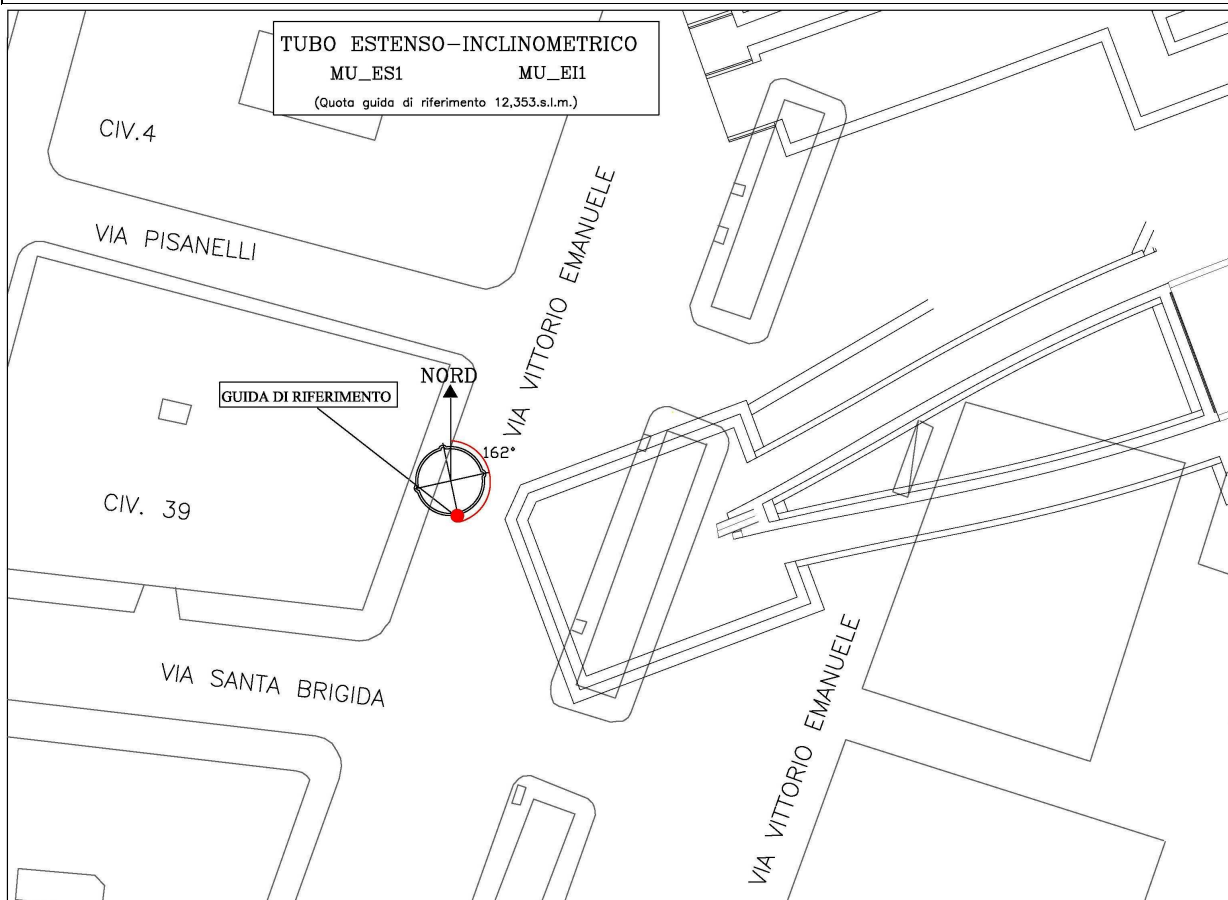 TUBO ESTENSO-INCLINOMETRICO
MU_ES1 MU_EI1
(Quota guida di riferimento 12,353.s.l.m.)
CIV.4
VIA PISANELLI
VIA VITTORIO EMANUELE
NORD
GUIDA DI RIFERIMENTO
162°
CIV. 39
VIA SANTA BRIGIDA
VIA VITTORIO EMANUELE